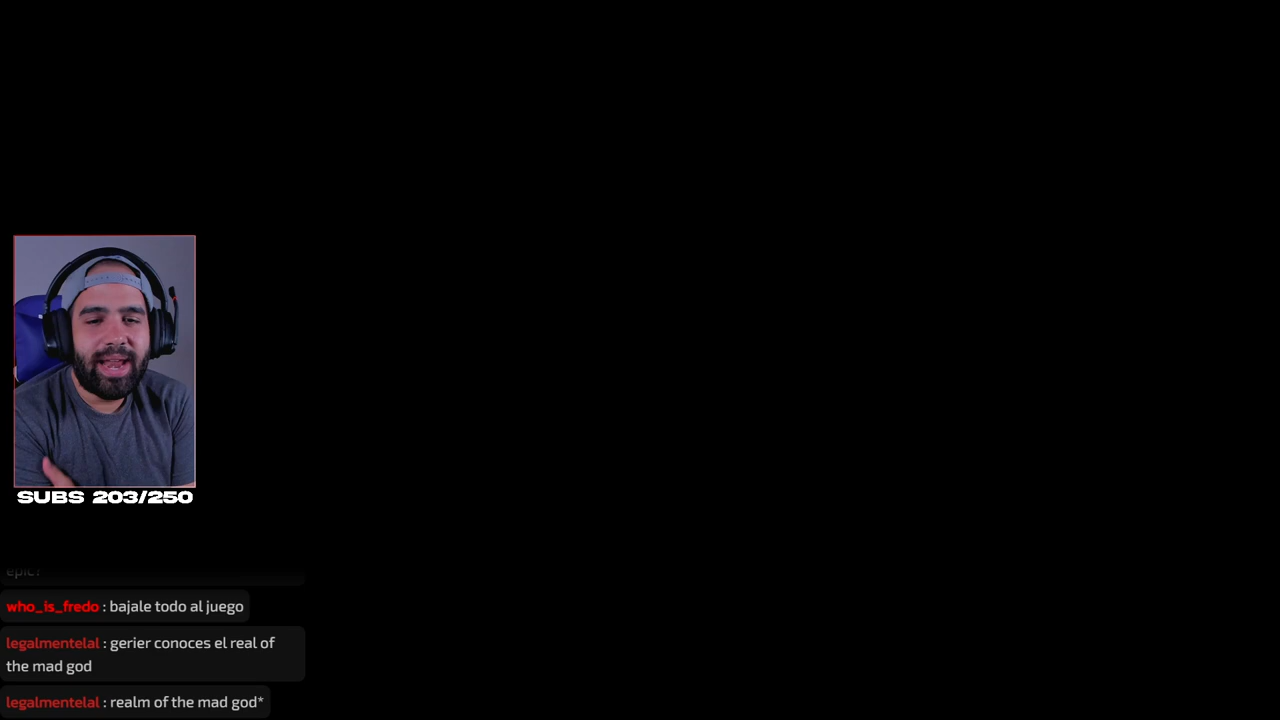 SUBS 203/250
epic?
who_is_fredo : bajale todo al juego
legalmentelal : gerier conoces el real of
the mad god
legalmentelal : realm of the mad god*